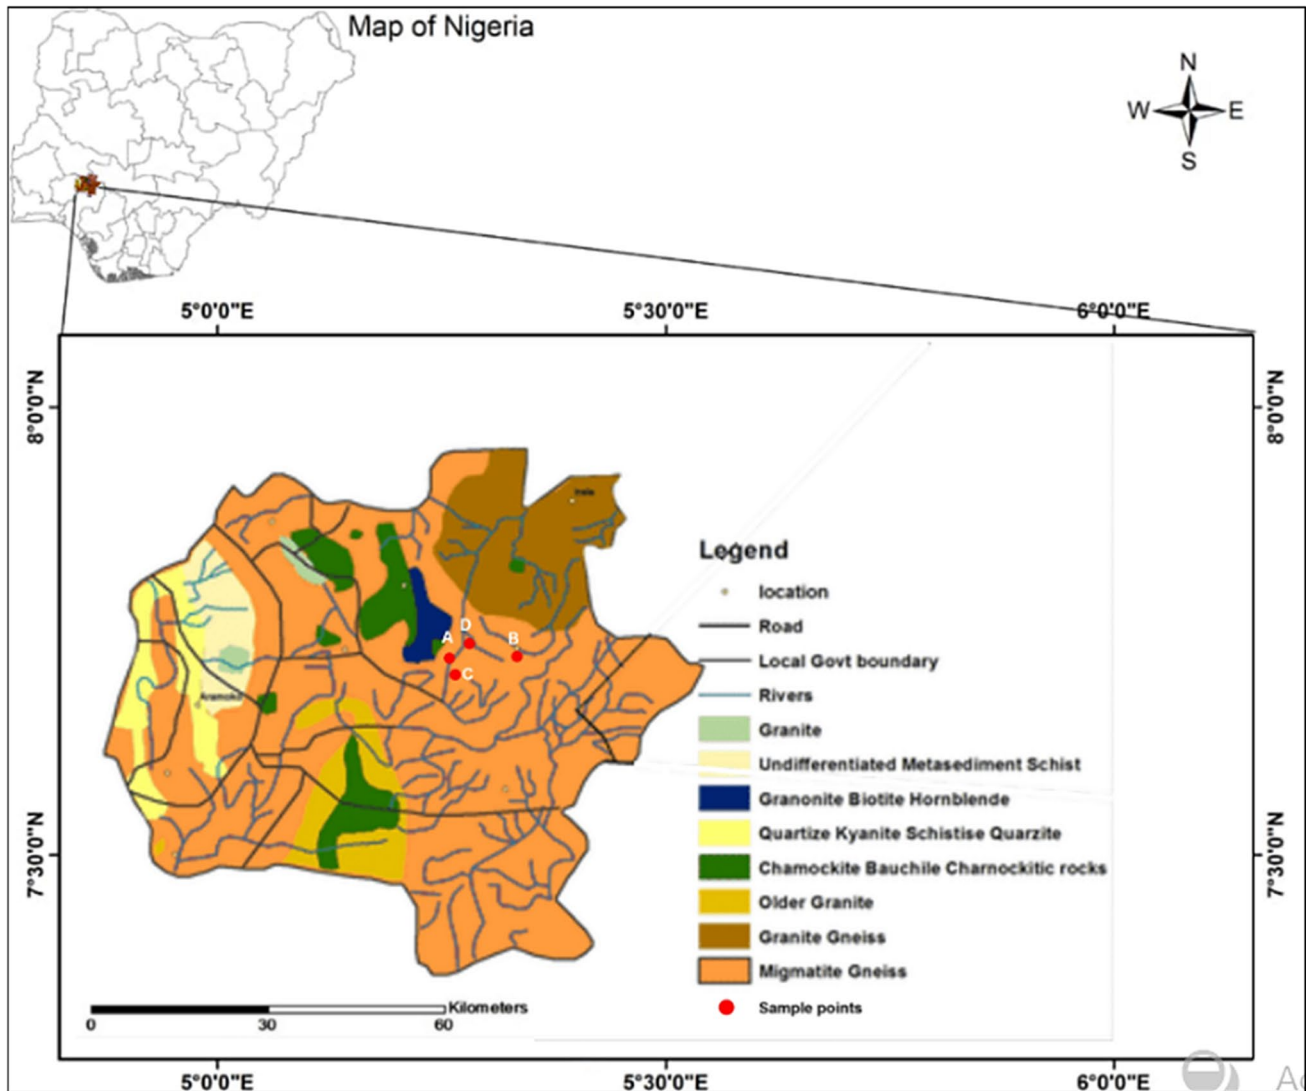 Map of Nigeria
N
W E
S
5°0'0"E 5°30'0"E 6°0'0"E
8°0'0"N
8°0'0"N
Aramoko
A
D
B
C
Legend
location
Road
Local Govt boundary
Rivers
Granite
Undifferentiated Metasediment Schist
Granonite Biotite Hornblende
Quartize Kyanite Schistise Quarzite
Chamockite Bauchile Charnockitic rocks
Older Granite
Granite Gneiss
Migmatite Gneiss
Sample points
7°30'0"N
7°30'0"N
Kilometers
0 30 60
5°0'0"E 5°30'0"E 6°0'0"E